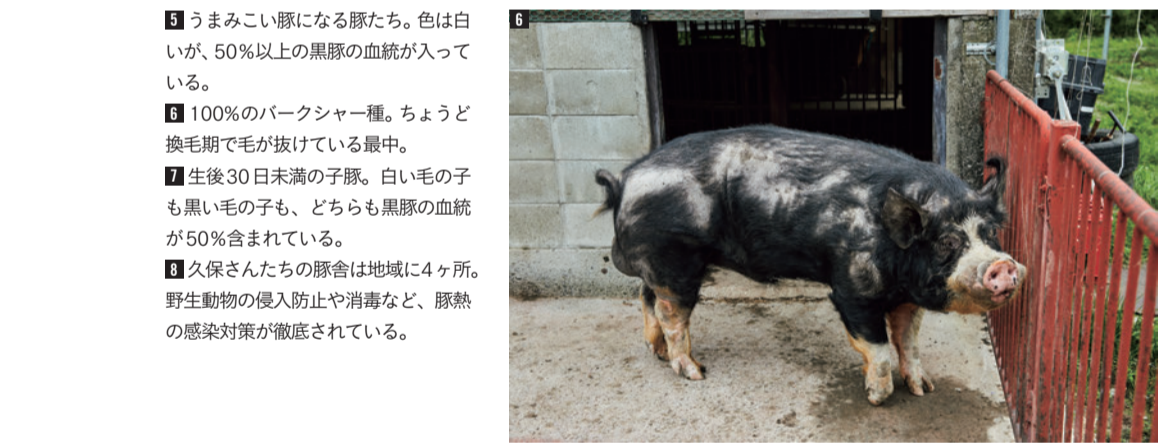 5 うまみこい豚になる豚たち。色は白
いが、50%以上の黒豚の血統が入って
いる。
6 100%のバークシャー種。ちょうど
換毛期で毛が抜けている最中。
7 生後30日未満の子豚。白い毛の子
も黒い毛の子も、どちらも黒豚の血統
が50%含まれている。
8 久保さんたちの豚舎は地域に4ヶ所。
野生動物の侵入防止や消毒など、豚熱
の感染対策が徹底されている。
6